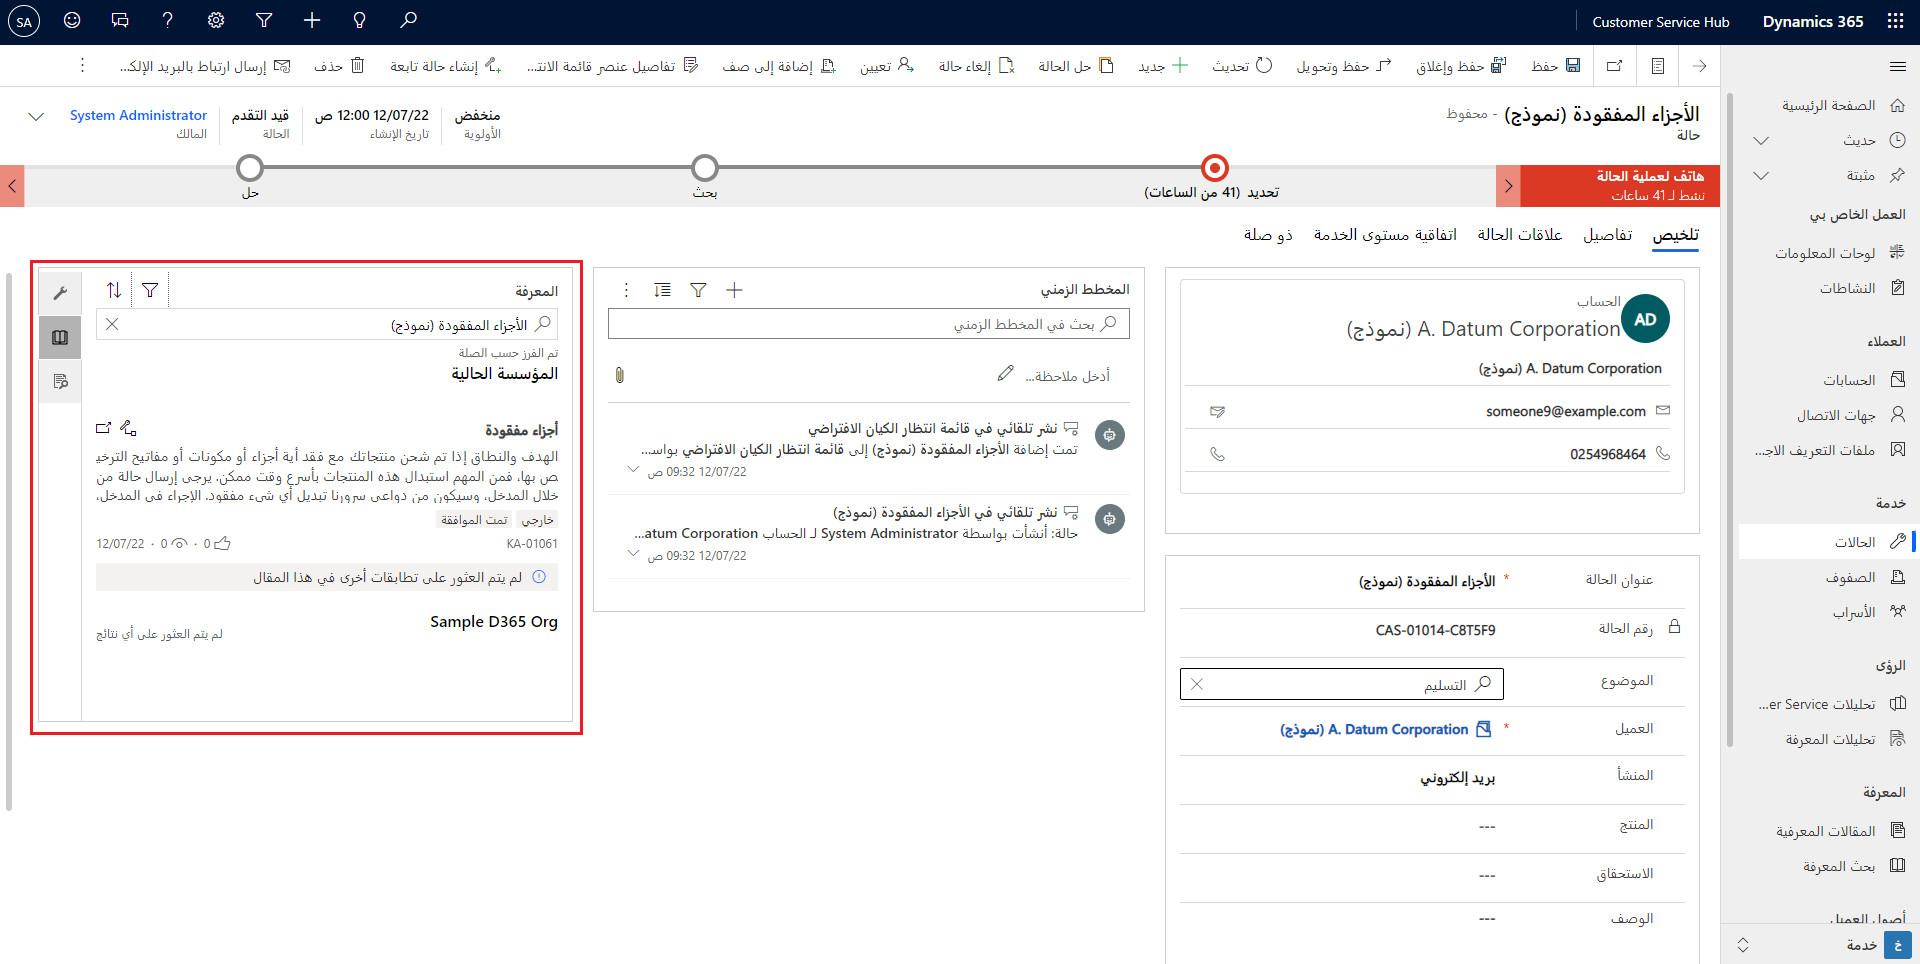 Dynamics 365
Customer Service Hub
SA
حفظ
حفظ وإغلاق
حفظ وتحويل
تحديث
جديد
حل الحالة
إلغاء حالة
تعيين
إضافة إلى صف
تفاصيل عنصر قائمة الانت...
إنشاء حالة تابعة
حذف
إرسال ارتباط بالبريد الإلك...
الصفحة الرئيسية
حديث
مثبتة
العمل الخاص بي
لوحات المعلومات
النشاطات
العملاء
الحسابات
جهات الاتصال
ملفات التعريف الاجـ...
خدمة
الحالات
الصفوف
الأسراب
الرؤى
تحليلات er Service...
تحليلات المعرفة
المعرفة
المقالات المعرفية
بحث المعرفة
أصول العميل
خ
خدمة
الأجزاء المفقودة (نموذج) - محفوظ
حالة
منخفض
الأولوية
12/07/22 12:00 ص
تاريخ الإنشاء
قيد التقدم
الحالة
System Administrator
المالك
هاتف لعملية الحالة
نشط لـ 41 ساعات
تحديد (41 من الساعات)
بحث
حل
تلخيص
تفاصيل
علاقات الحالة
اتفاقية مستوى الخدمة
ذو صلة
الحساب
AD
A. Datum Corporation (نموذج)
A. Datum Corporation (نموذج)
someone9@example.com
0254968464
عنوان الحالة * الأجزاء المفقودة (نموذج)
رقم الحالة CAS-01014-C8T5F9
الموضوع التسليم
العميل * A. Datum Corporation (نموذج)
المنشأ بريد إلكتروني
المنتج ---
الاستحقاق ---
الوصف ---
المخطط الزمني
بحث في المخطط الزمني
أدخل ملاحظة...
نشر تلقائي في قائمة انتظار الكيان الافتراضي
تمت إضافة الأجزاء المفقودة (نموذج) إلى قائمة انتظار الكيان الافتراضي بواسـ...
12/07/22 09:32 ص
نشر تلقائي في الأجزاء المفقودة (نموذج)
حالة: أنشأت بواسطة System Administrator لـ الحساب atum Corporation...
12/07/22 09:32 ص
المعرفة
الأجزاء المفقودة (نموذج)
تم الفرز حسب الصلة
المؤسسة الحالية
أجزاء مفقودة
الهدف والنطاق إذا تم شحن منتجاتك مع فقد أية أجزاء أو مكونات أو مفاتيح الترخي
ص بها، فمن المهم استبدال هذه المنتجات بأسرع وقت ممكن. يرجى إرسال حالة من
خلال المدخل، وسيكون من دواعي سرورنا تبديل أي شيء مفقود. الإجراء في المدخل،
خارجي
تمت الموافقة
KA-01061
0 · 0 · 12/07/22
لم يتم العثور على تطابقات أخرى في هذا المقال
Sample D365 Org
لم يتم العثور على أي نتائج